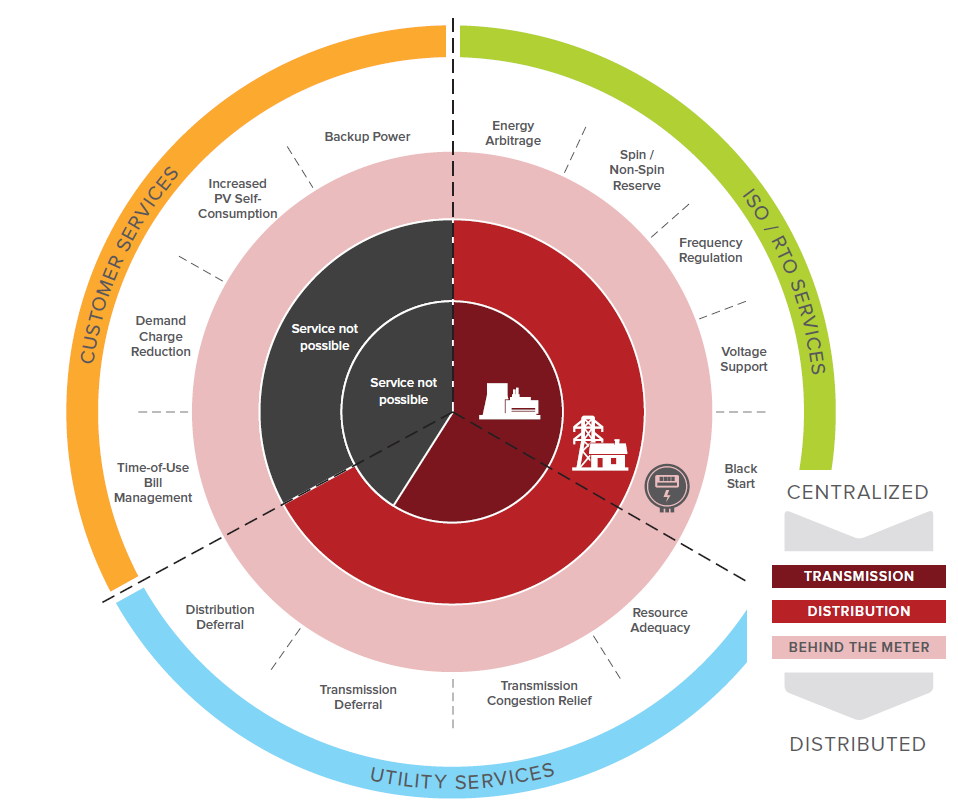 Backup Power
Energy
Arbitrage
Spin /
Non-Spin
Reserve
Increased
PV Self-
Consumption
Frequency
Regulation
CUSTOMER SERVICES
ISO / RTO SERVICES
Demand
Charge
Reduction
Service not
possible
Service not
possible
Voltage
Support
Time-of-Use
Bill
Management
Black
Start
CENTRALIZED
TRANSMISSION
DISTRIBUTION
BEHIND THE METER
DISTRIBUTED
Distribution
Deferral
Resource
Adequacy
Transmission
Deferral
Transmission
Congestion Relief
UTILITY SERVICES